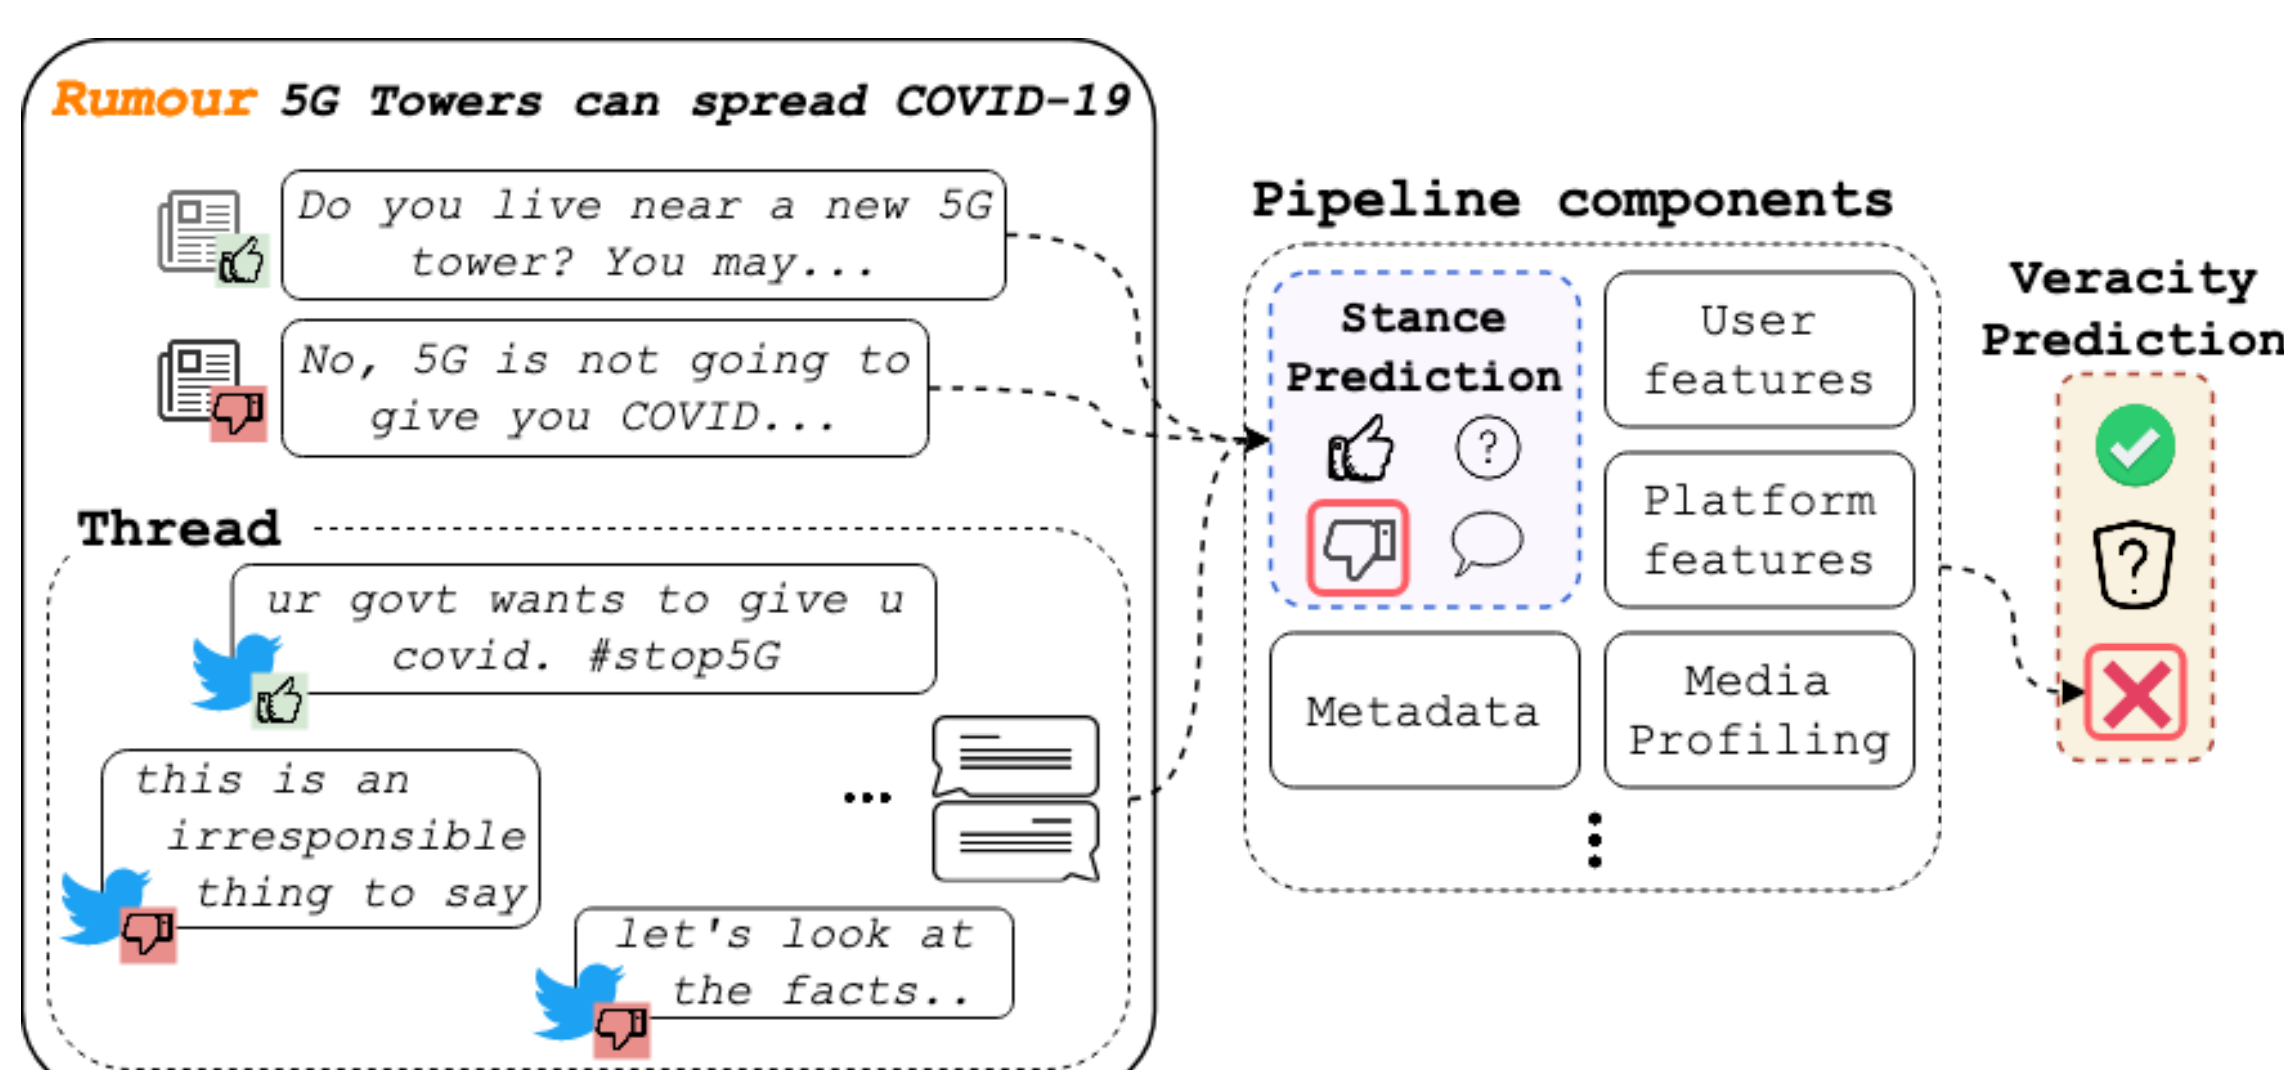 Rumour 5G Towers can spread COVID-19
Do you live near a new 5G
tower? You may...
No, 5G is not going to
give you COVID...
Thread
ur govt wants to give u
covid. #stop5G
this is an
irresponsible
thing to say
...
let's look at
the facts..
Pipeline components
Stance
Prediction
?
User
features
Platform
features
Metadata
Media
Profiling
Veracity
Prediction
?